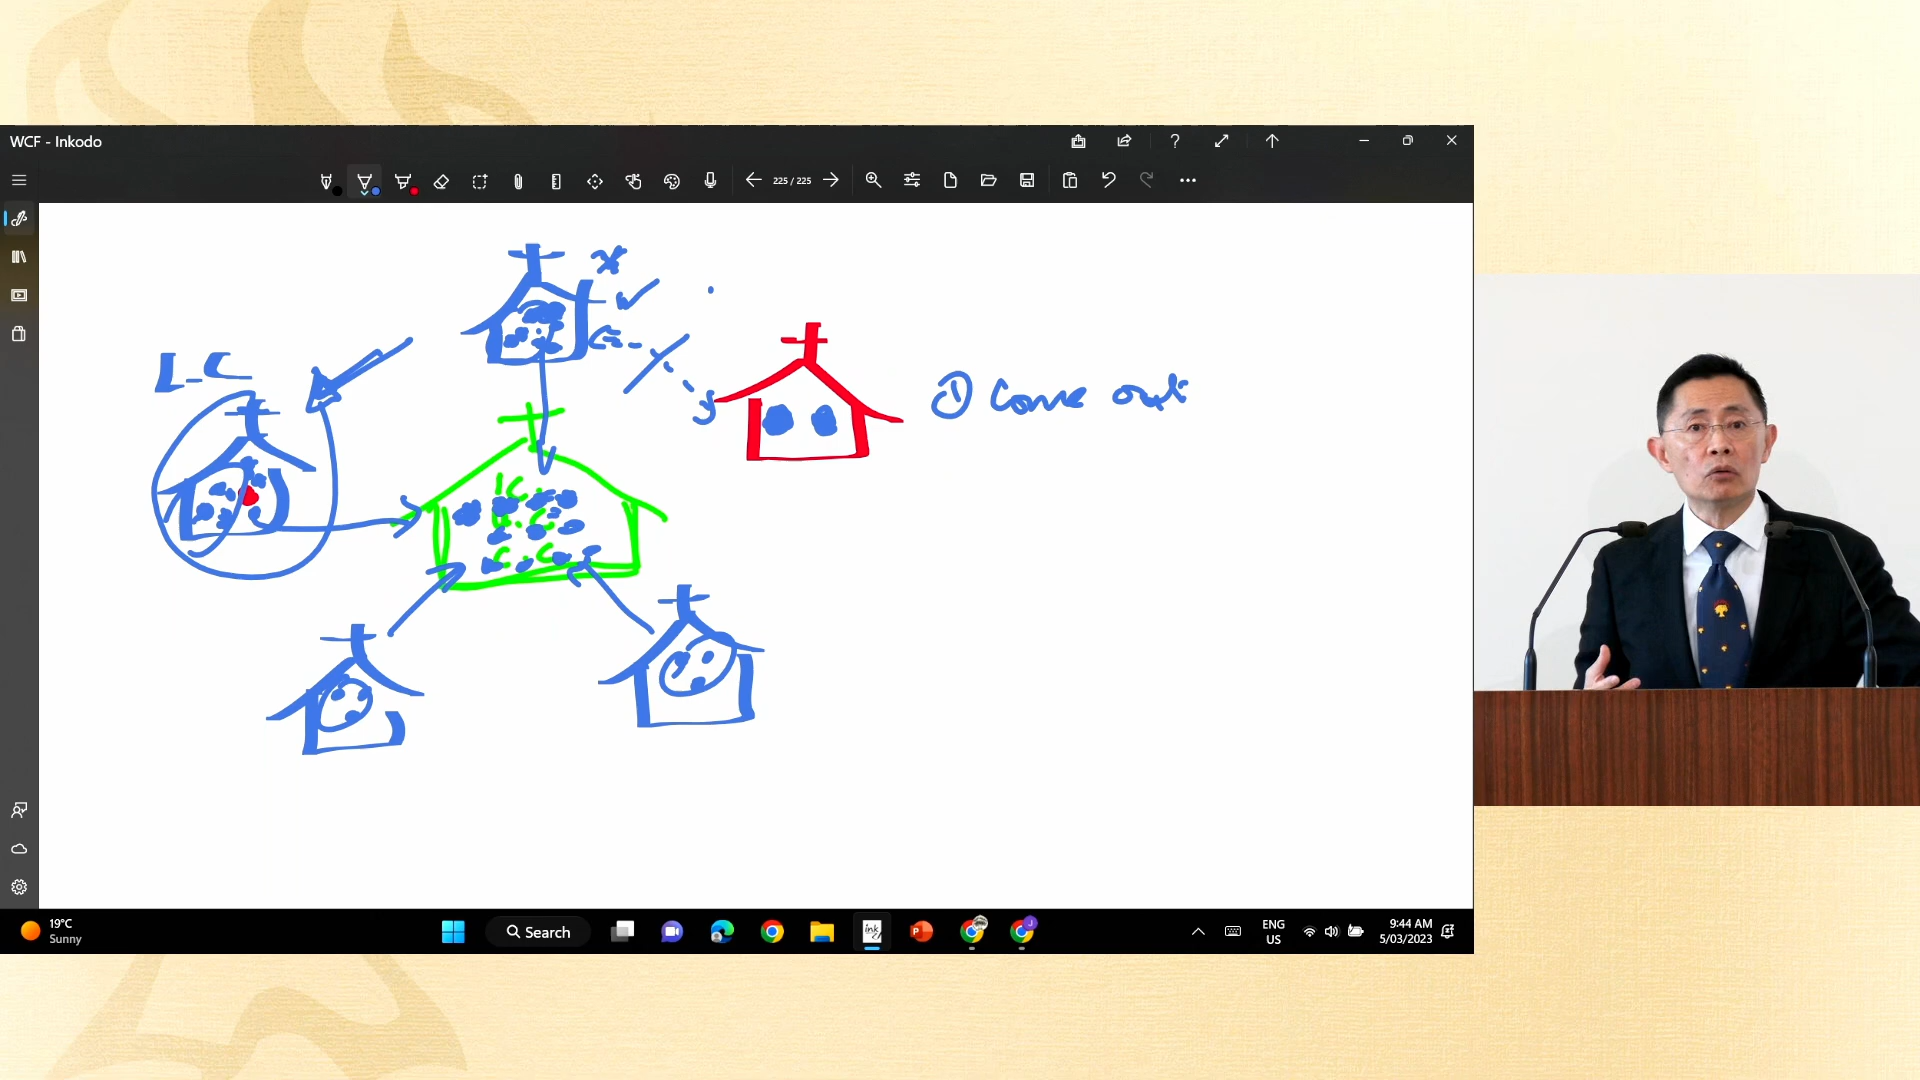 WCF - Inkodo
225 / 225
L-C
① Come out
I.C.
U.C.
C.C
19°C
Sunny
Search
ENG
US
9:44 AM
5/03/2023